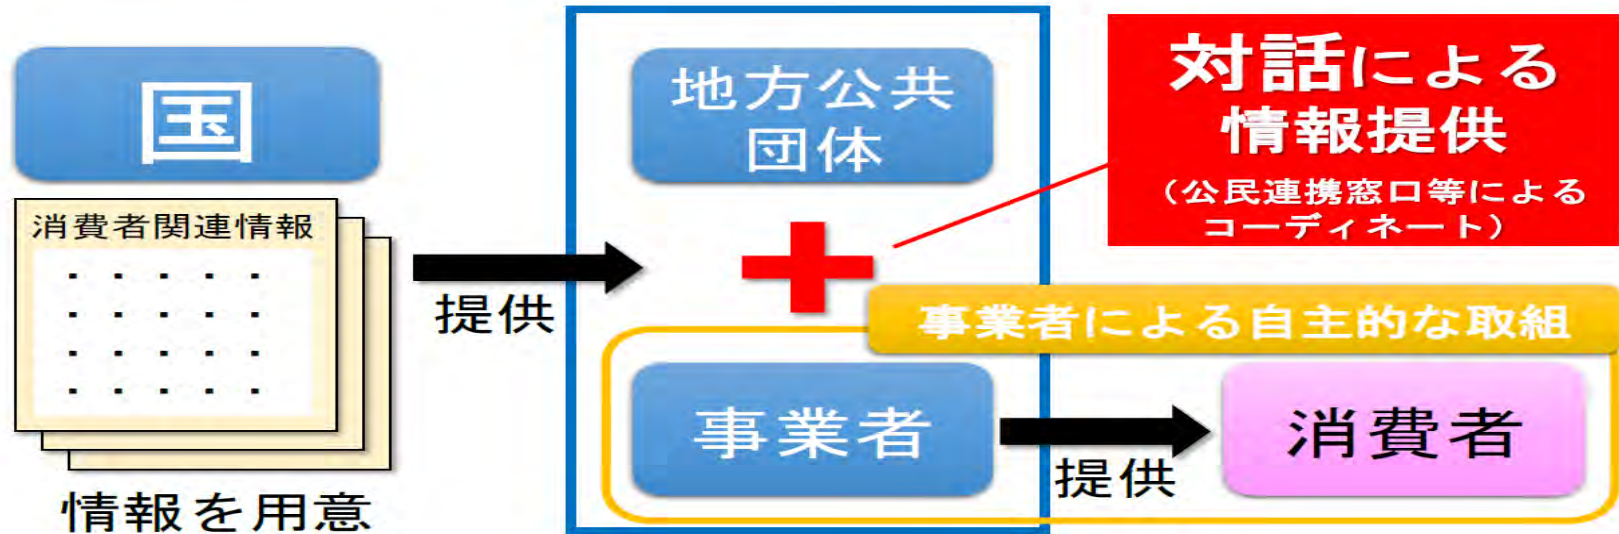 国
消費者関連情報
・・・・・
・・・・・
・・・・・
・・・・・
情報を用意
提供
地方公共
団体
対話による
情報提供
（公民連携窓口等による
コーディネート）
事業者による自主的な取組
事業者
提供
消費者